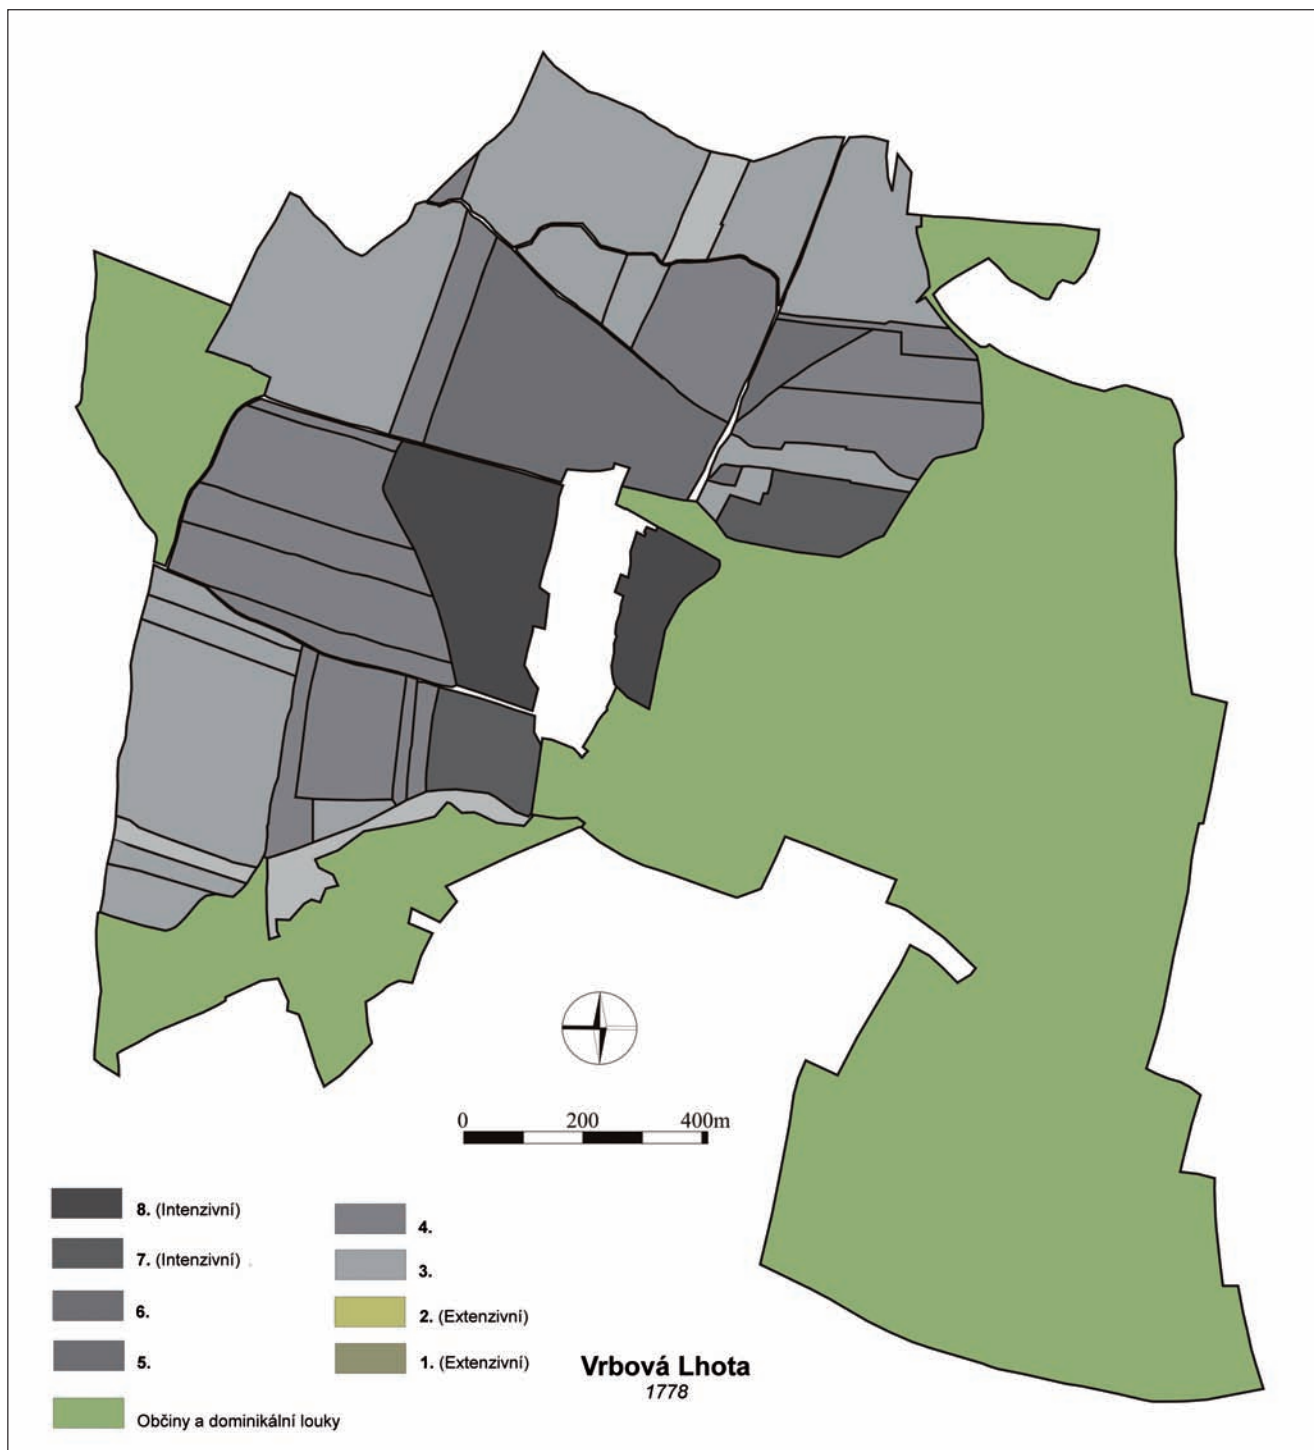 0 200 400m
8. (Intenzivní)
7. (Intenzivní)
6.
5.
Občiny a dominikální louky
4.
3.
2. (Extenzivní)
1. (Extenzivní)
Vrbová Lhota
1778